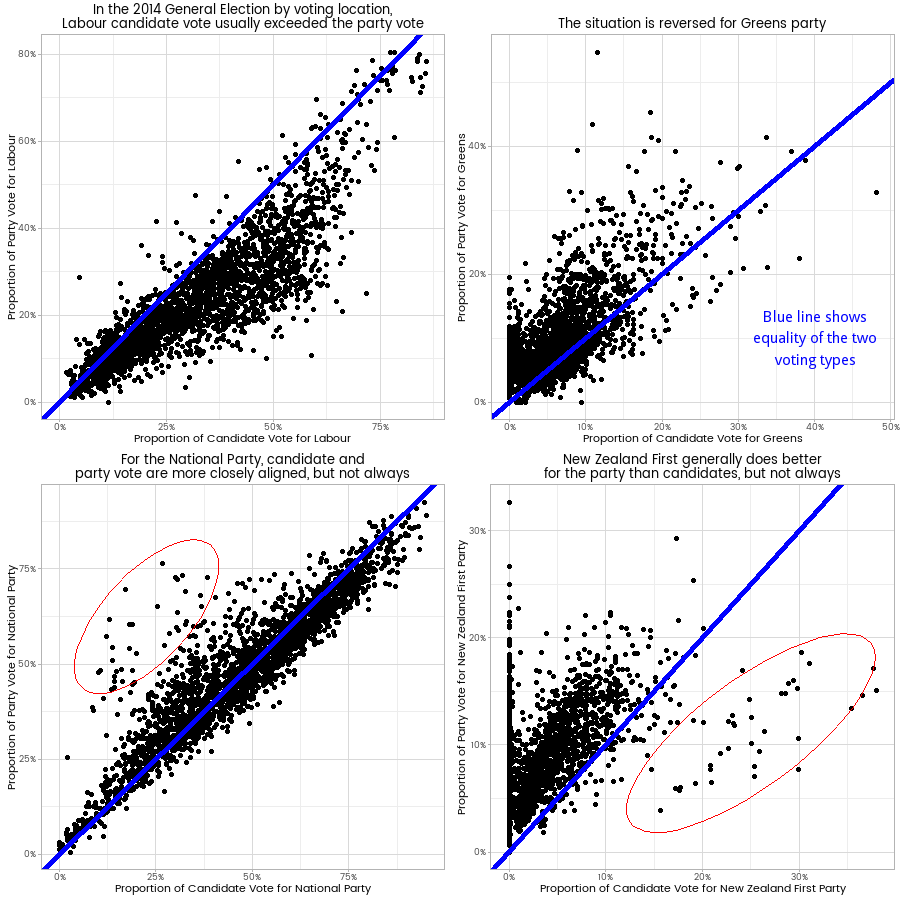 In the 2014 General Election by voting location,
Labour candidate vote usually exceeded the party vote
80%
60%
40%
20%
0%
0%
25%
50%
75%
Proportion of Party Vote for Labour
Proportion of Candidate Vote for Labour
The situation is reversed for Greens party
40%
20%
0%
0%
10%
20%
30%
40%
50%
Proportion of Party Vote for Greens
Proportion of Candidate Vote for Greens
Blue line shows
equality of the two
voting types
For the National Party, candidate and
party vote are more closely aligned, but not always
75%
50%
25%
0%
0%
25%
50%
75%
Proportion of Party Vote for National Party
Proportion of Candidate Vote for National Party
New Zealand First generally does better
for the party than candidates, but not always
30%
20%
10%
0%
0%
10%
20%
30%
Proportion of Party Vote for New Zealand First Party
Proportion of Candidate Vote for New Zealand First Party